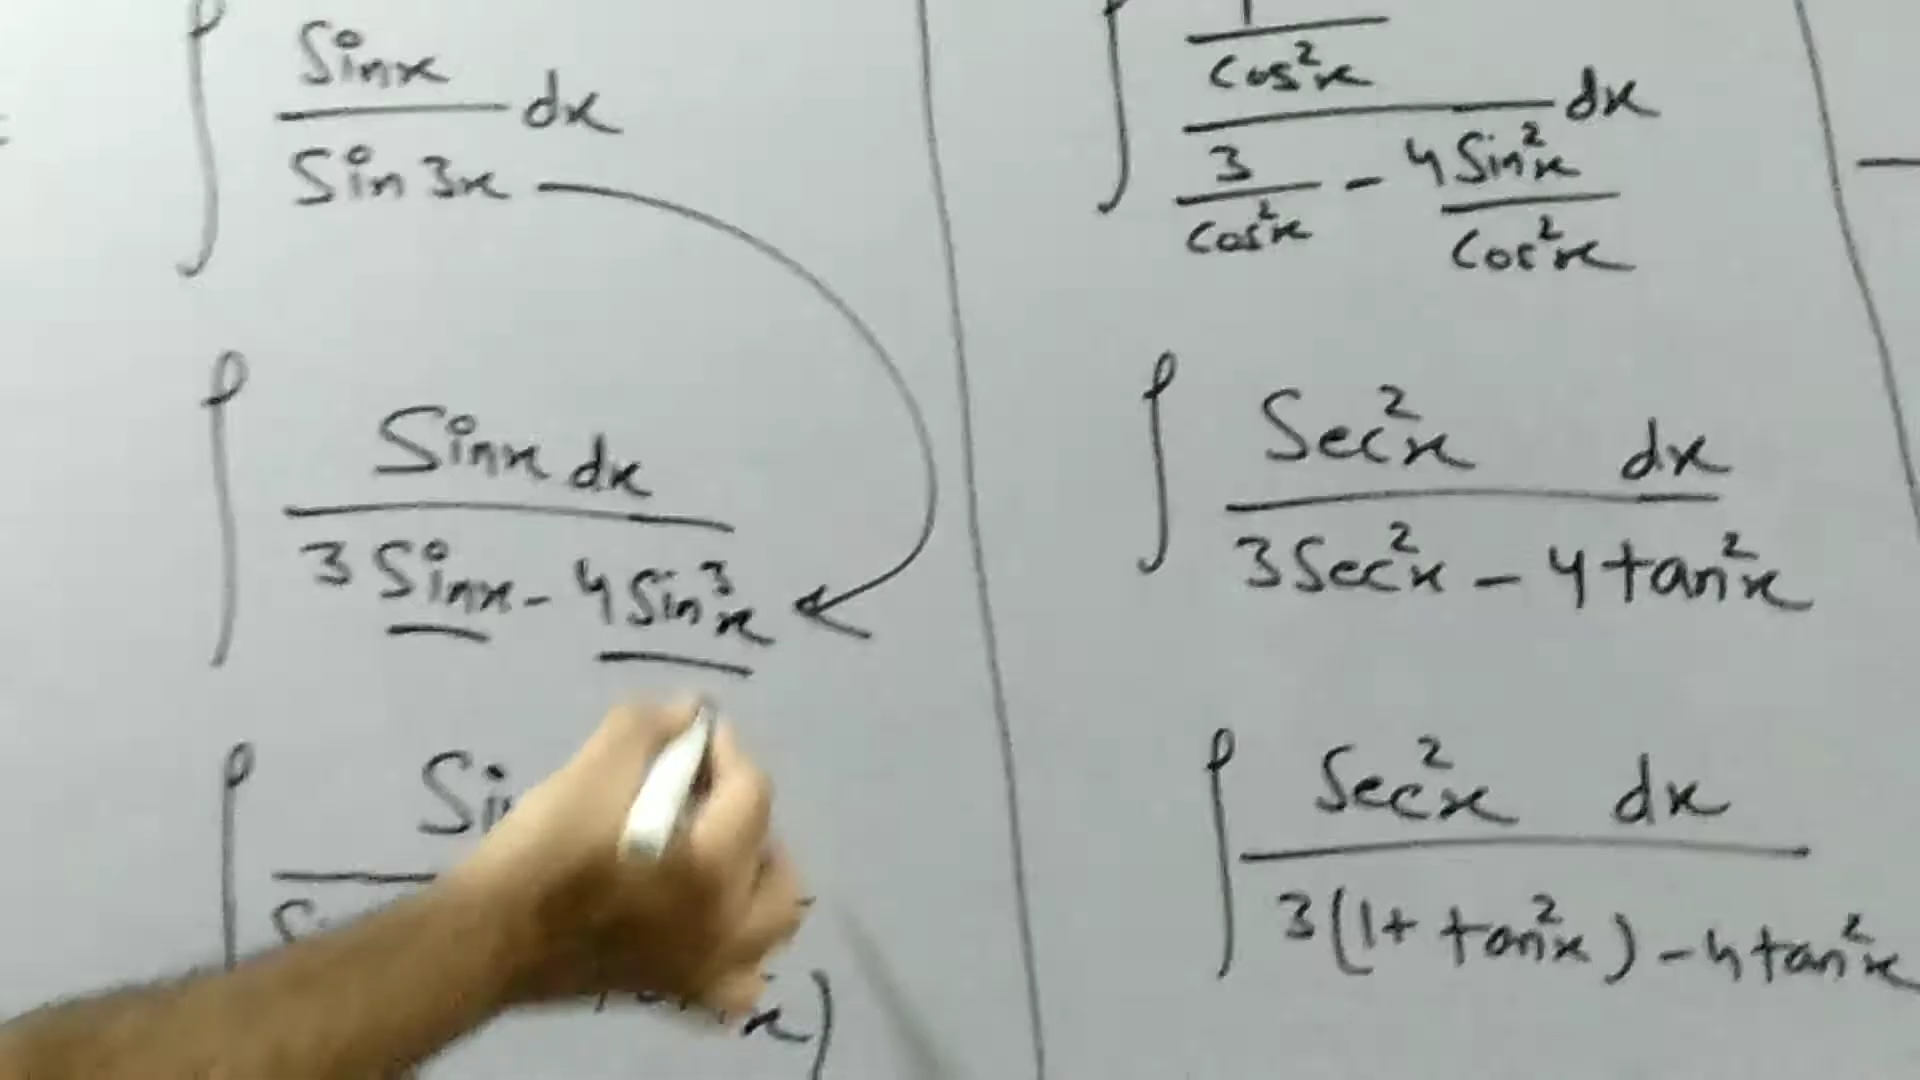 ∫ Sinx / Sin3x dx
∫ Sinx dx / 3Sinx - 4Sin³x
x)
∫ 1/Cos²x / 3/Cos²x - 4Sin²x/Cos²x dx
∫ Sec²x dx / 3Sec²x - 4tan²x
∫ Sec²x dx / 3(1+tan²x) - 4tan²x